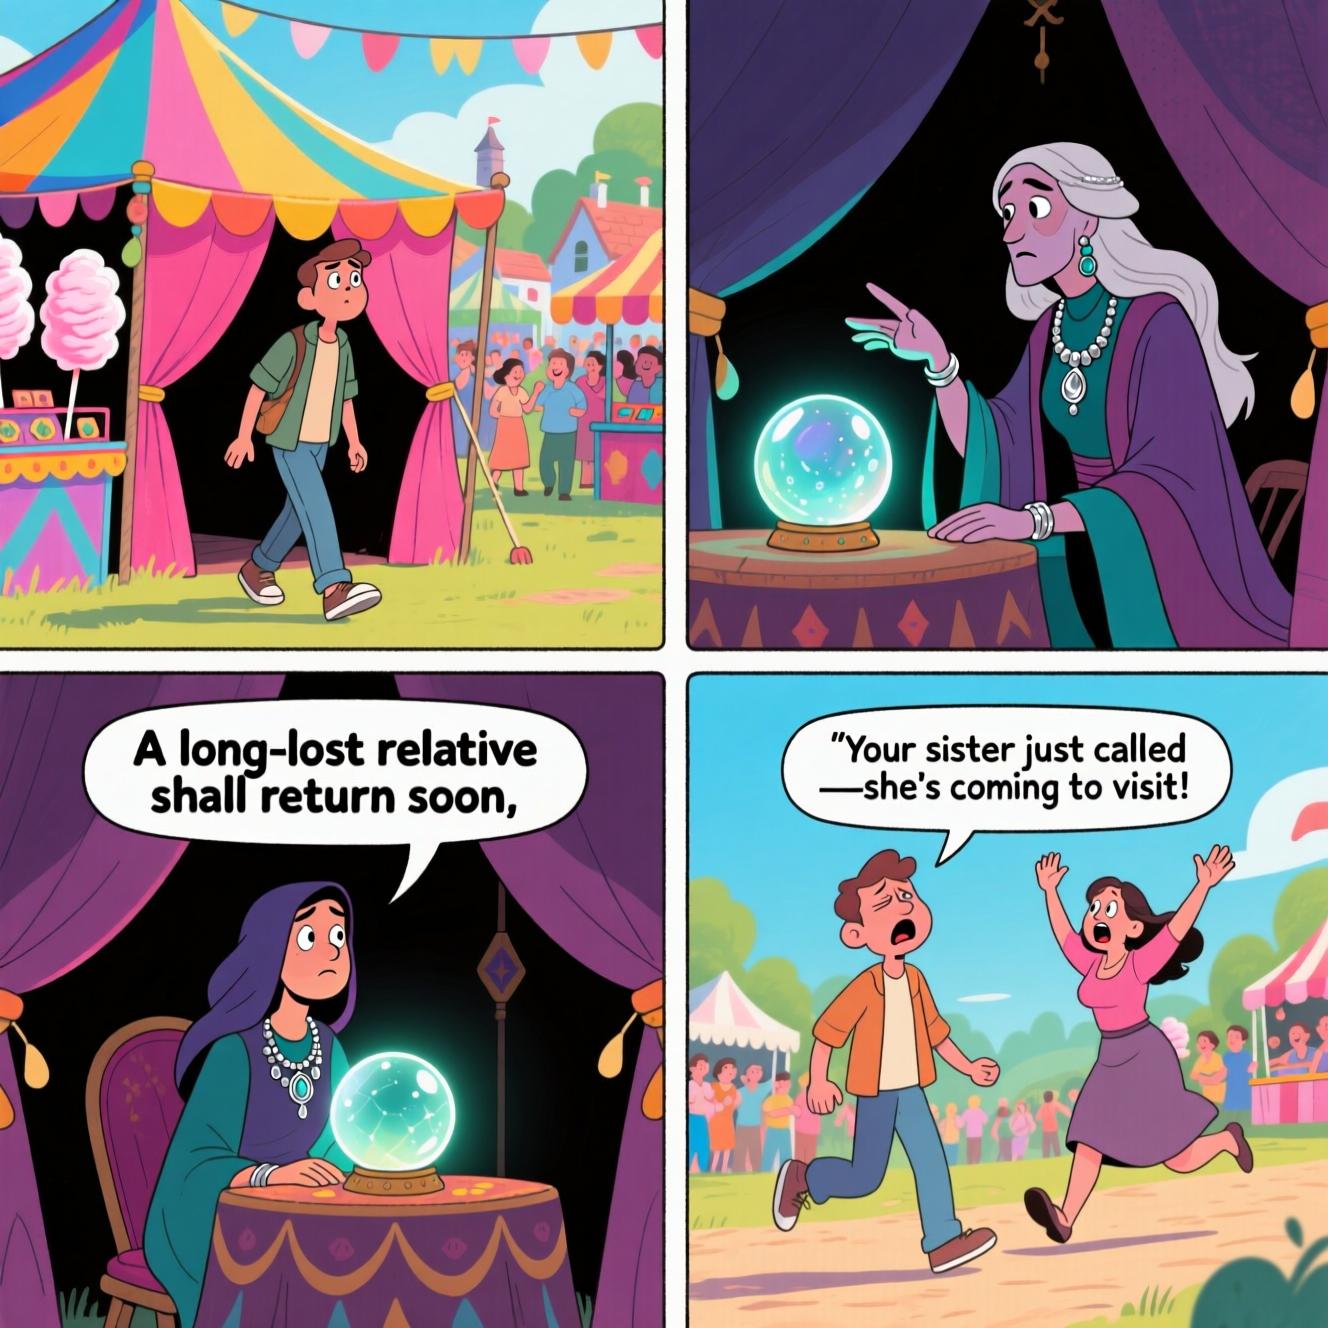 A long-lost relative
shall return soon,
"Your sister just called
—she's coming to visit!